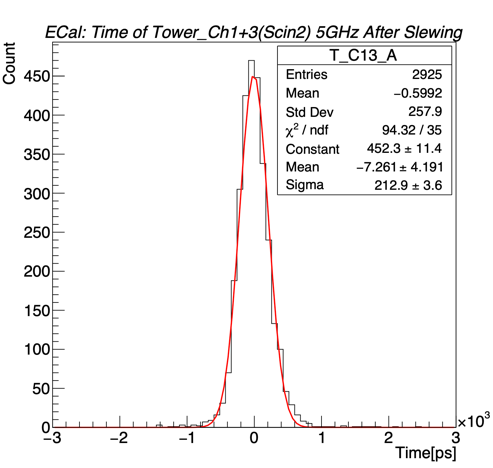 ECal: Time of Tower_Ch1+3(Scin2) 5GHz After Slewing
Count
T_C13_A
Entries 2925
Mean −0.5992
Std Dev 257.9
χ² / ndf 94.32 / 35
Constant 452.3 ± 11.4
Mean −7.261 ± 4.191
Sigma 212.9 ± 3.6
450
400
350
300
250
200
150
100
50
0
−3 −2 −1 0 1 2 3
×10³
Time[ps]